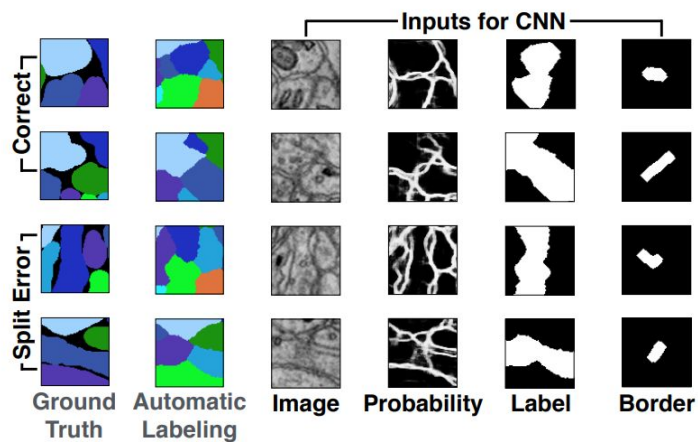 Inputs for CNN
Correct
Split Error
Ground
Truth
Automatic
Labeling
Image
Probability
Label
Border